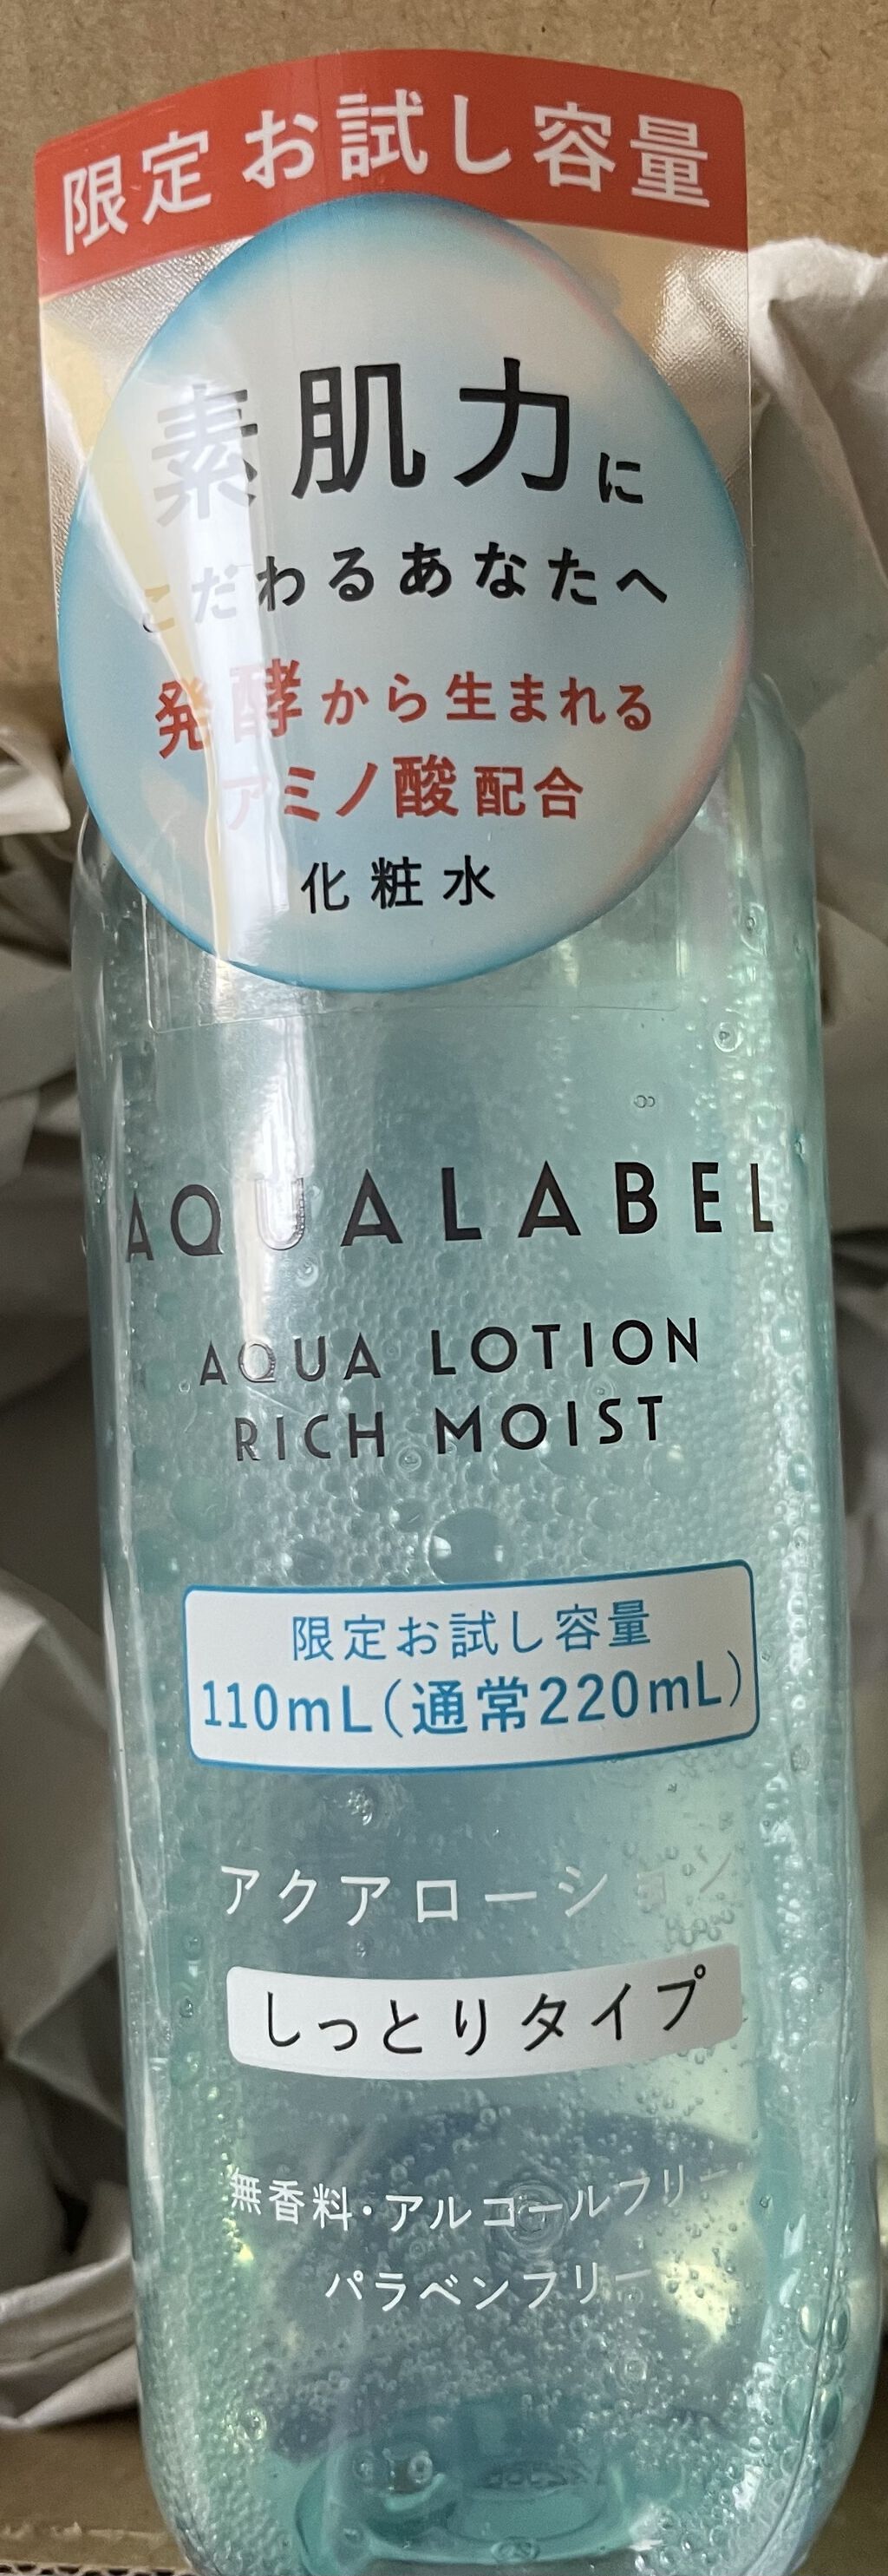 限定 お試し容量
素肌力に
こだわるあなたへ
発酵から生まれる
アミノ酸配合
化粧水
AQUALABEL
AQUA LOTION
RICH MOIST
限定お試し容量
110mL(通常220mL)
アクアローション
しっとりタイプ
無香料・アルコールフリー
パラベンフリー